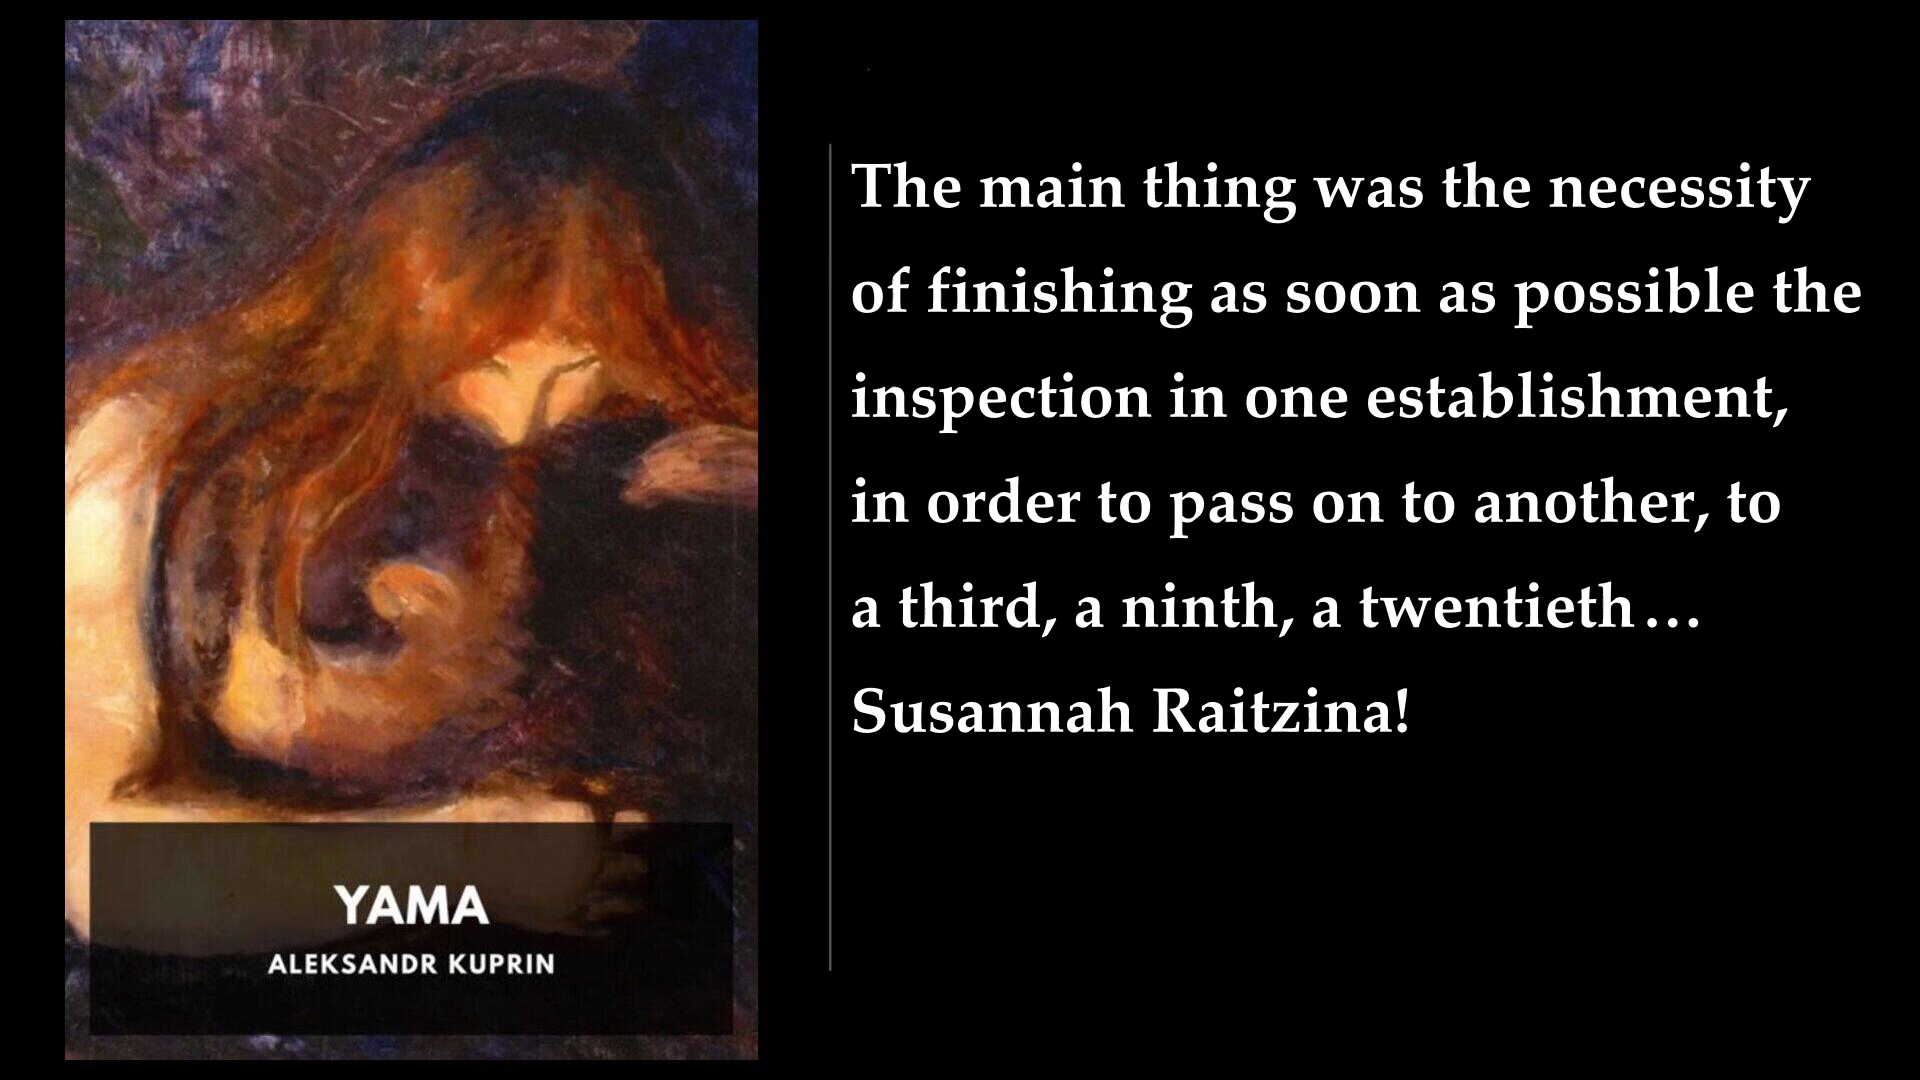 YAMA
ALEKSANDR KUPRIN
The main thing was the necessity
of finishing as soon as possible the
inspection in one establishment,
in order to pass on to another, to
a third, a ninth, a twentieth…
Susannah Raitzina!